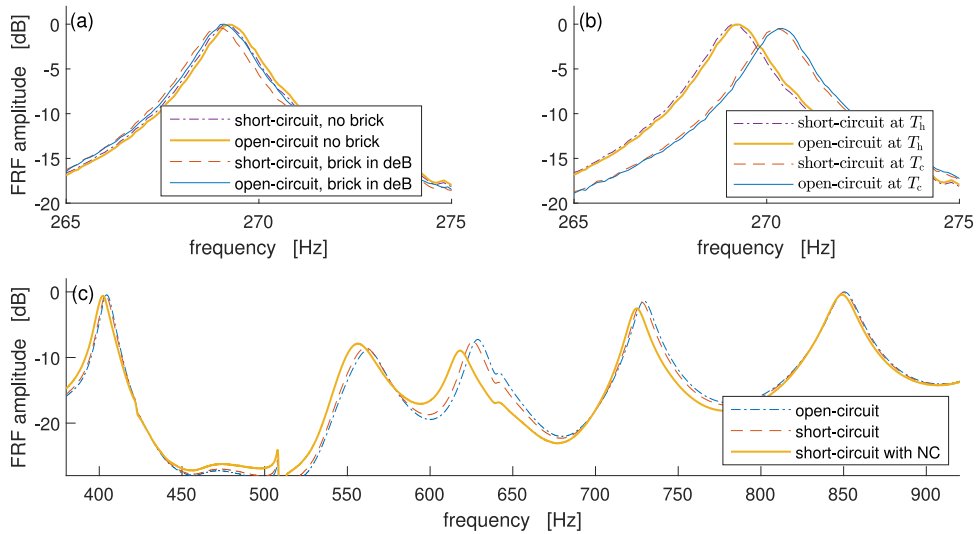 (a)
FRF amplitude [dB]
0
-5
-10
-15
-20
265
270
275
frequency [Hz]
short-circuit, no brick
open-circuit no brick
short-circuit, brick in deB
open-circuit, brick in deB
(b)
FRF amplitude [dB]
0
-5
-10
-15
-20
265
270
275
frequency [Hz]
short-circuit at Th
open-circuit at Th
short-circuit at Tc
open-circuit at Tc
(c)
FRF amplitude [dB]
0
-10
-20
400
450
500
550
600
650
700
750
800
850
900
frequency [Hz]
open-circuit
short-circuit
short-circuit with NC